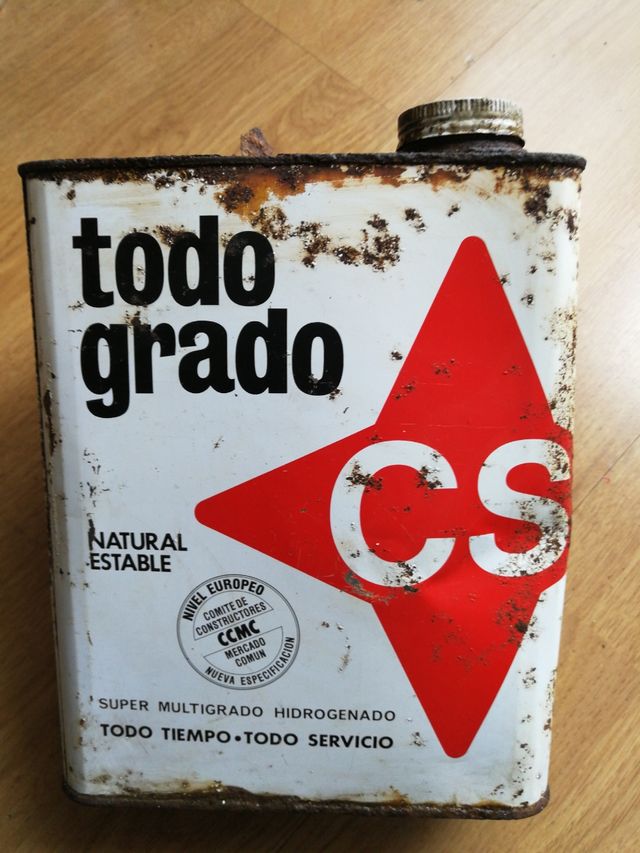 todo
grado
CS
NATURAL
ESTABLE
NIVEL EUROPEO
COMITE DE
CONSTRUCTORES
CCMC
MERCADO
COMUN
NUEVA ESPECIFICACION
SUPER MULTIGRADO HIDROGENADO
TODO TIEMPO•TODO SERVICIO